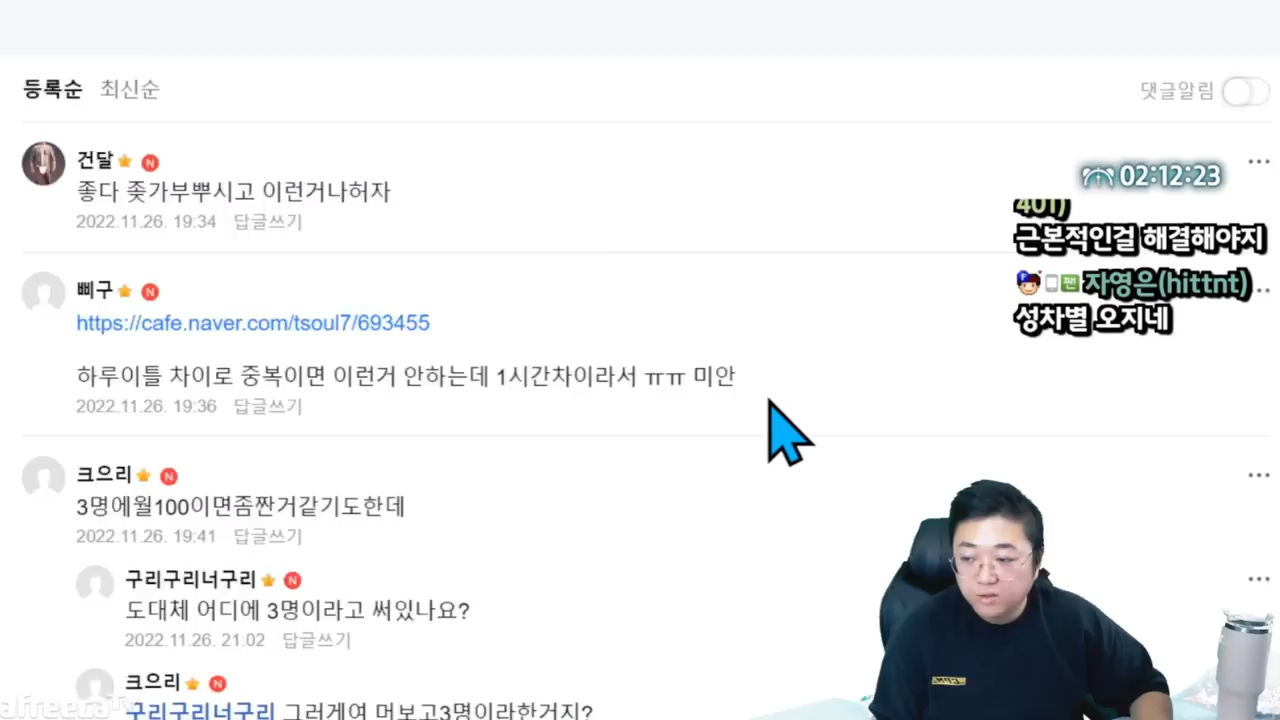 등록순 최신순
댓글알림
건달 N
좋다 좆가부뿌시고 이런거나허자
2022.11.26. 19:34 답글쓰기
02:12:23
401)
근본적인걸 해결해야지
팬 자영은(hittnt)
성차별 오지네
삐구 N
https://cafe.naver.com/tsoul7/693455
하루이틀 차이로 중복이면 이런거 안하는데 1시간차이라서 ㅠㅠ 미안
2022.11.26. 19:36 답글쓰기
크으리 N
3명에월100이면좀짠거같기도한데
2022.11.26. 19:41 답글쓰기
구리구리너구리 N
도대체 어디에 3명이라고 써있나요?
2022.11.26. 21:02 답글쓰기
크으리 N
구리구리너구리 그러게여 머보고3명이라한거지?
afreecaTV